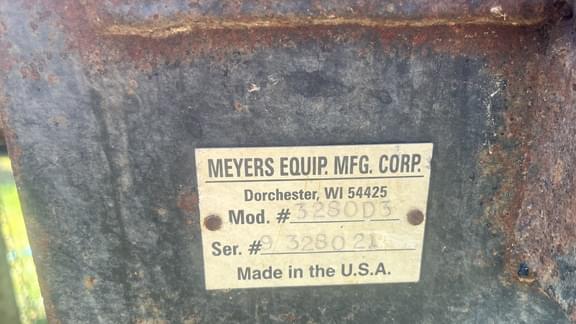 MEYERS EQUIP. MFG. CORP.
Dorchester, WI 54425
Mod. # 3280D3
Ser. # 9 328021
Made in the U.S.A.